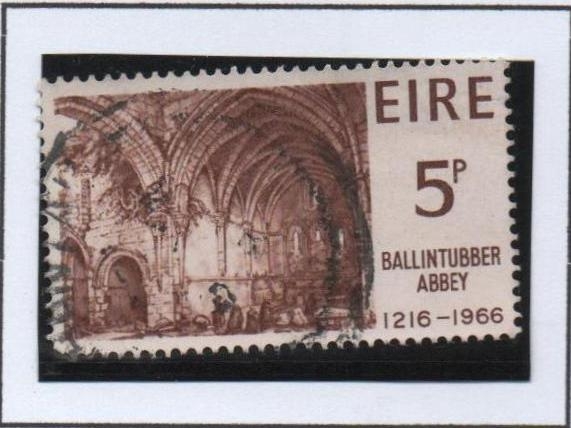 EIRE
5P
BALLINTUBBER
ABBEY
1216-1966